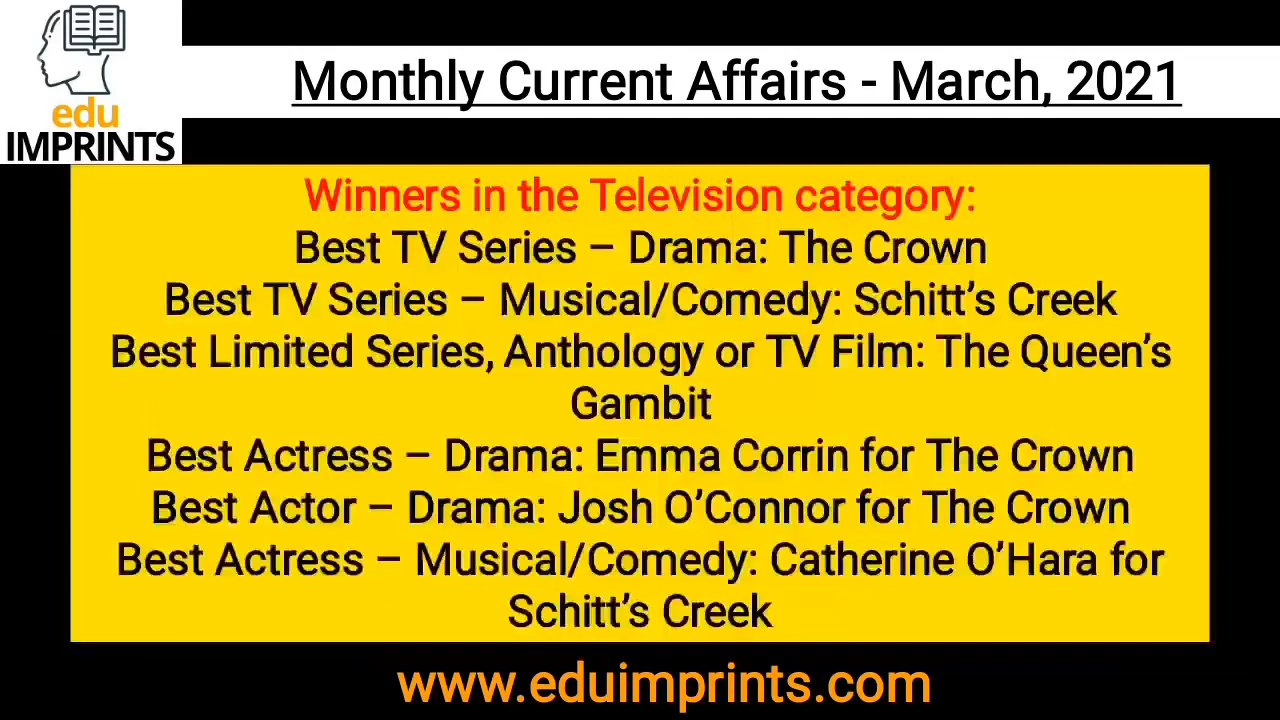 edu
IMPRINTS
Monthly Current Affairs - March, 2021
Winners in the Television category:
Best TV Series – Drama: The Crown
Best TV Series – Musical/Comedy: Schitt’s Creek
Best Limited Series, Anthology or TV Film: The Queen’s
Gambit
Best Actress – Drama: Emma Corrin for The Crown
Best Actor – Drama: Josh O’Connor for The Crown
Best Actress – Musical/Comedy: Catherine O’Hara for
Schitt’s Creek
www.eduimprints.com